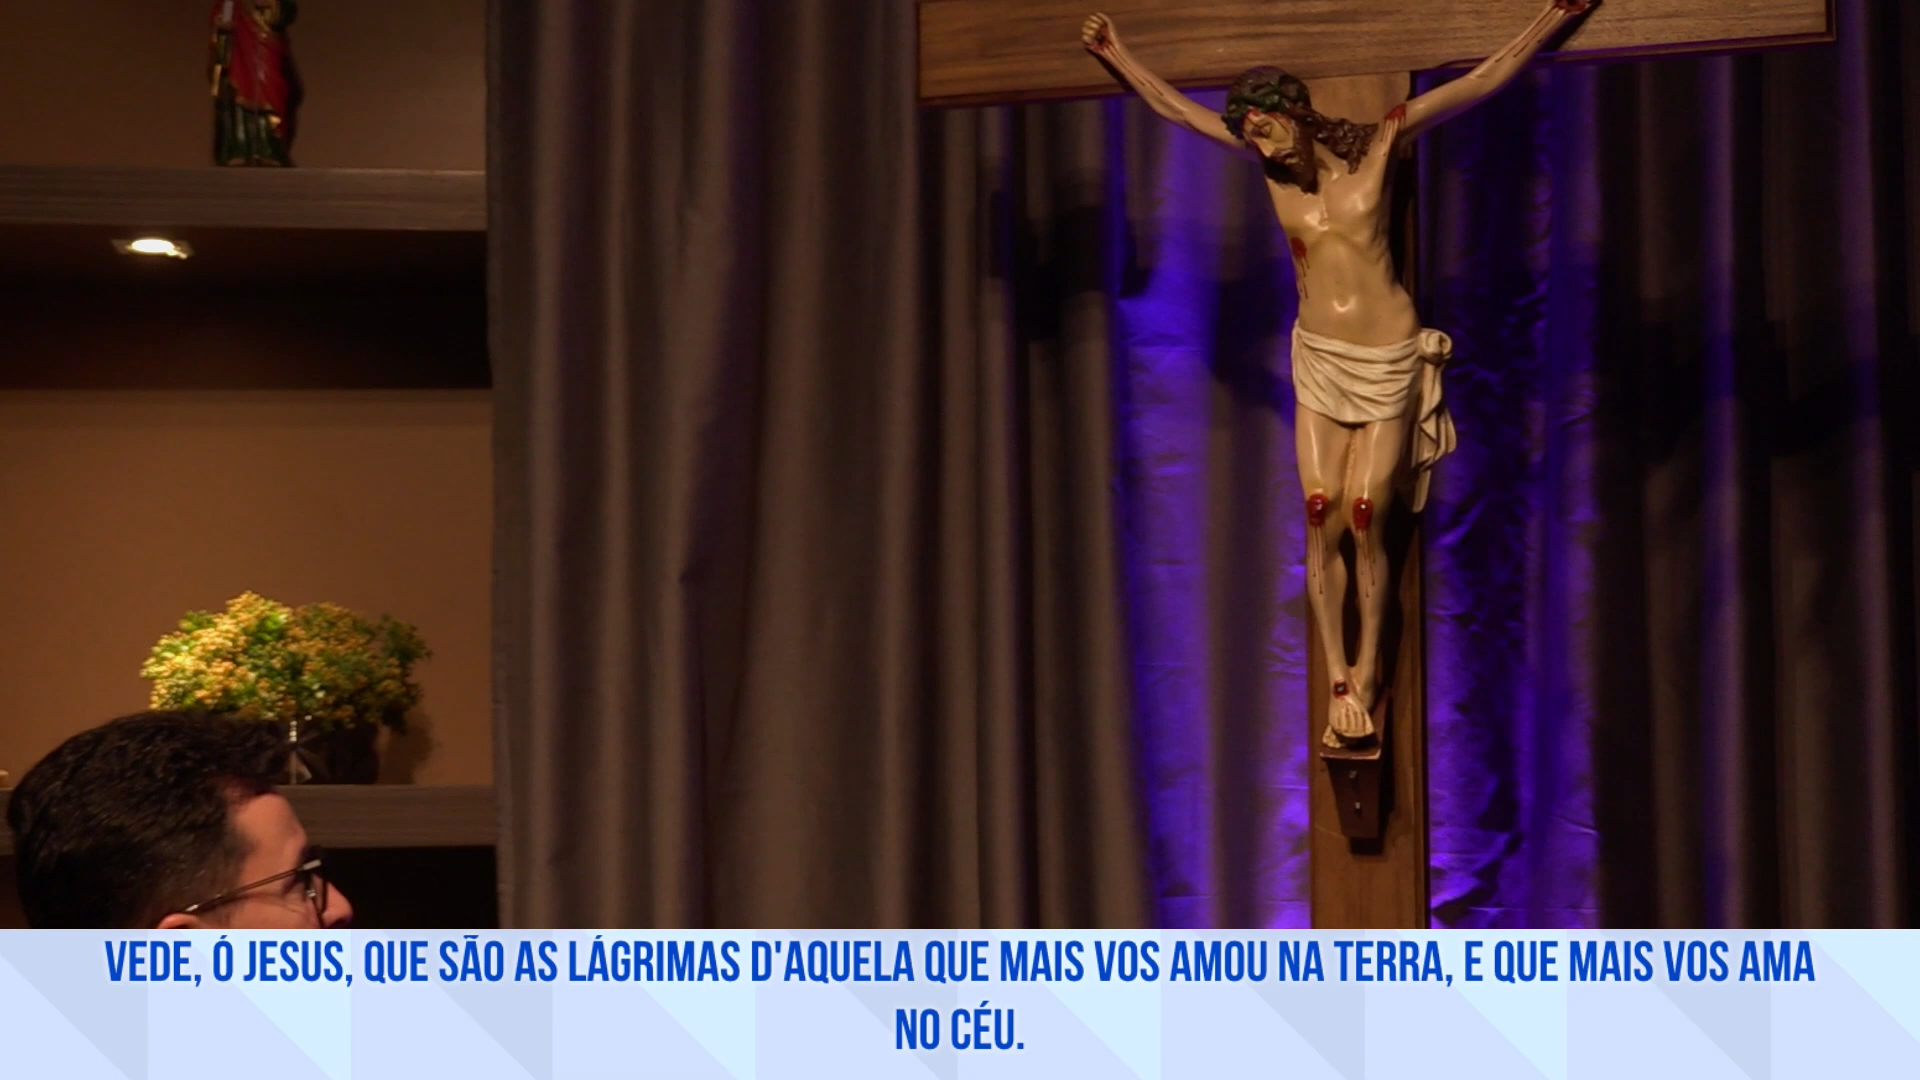 VEDE, Ó JESUS, QUE SÃO AS LÁGRIMAS D'AQUELA QUE MAIS VOS AMOU NA TERRA, E QUE MAIS VOS AMA
NO CÉU.